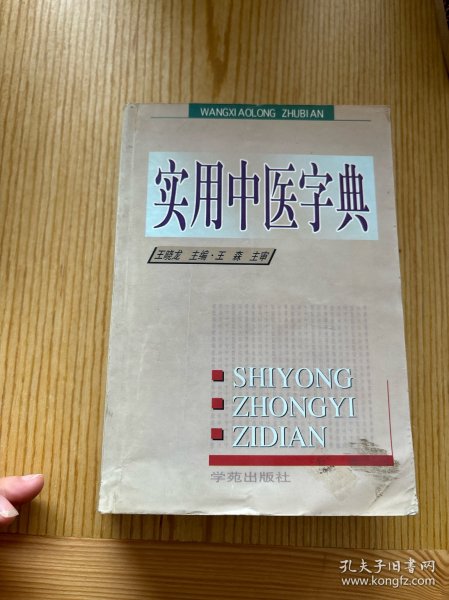 WANGXIAOLONG ZHUBIAN
实用中医字典
王晓龙 主编·王 森 主审
SHIYONG
ZHONGYI
ZIDIAN
学苑出版社
孔夫子旧书网
www.kongfz.com